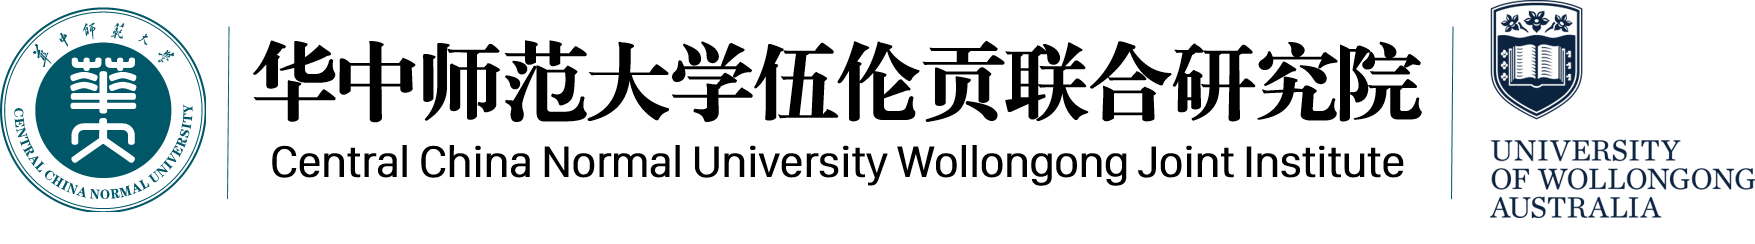 華中師範大學
華大
CENTRAL CHINA NORMAL UNIVERSITY
华中师范大学伍伦贡联合研究院
Central China Normal University Wollongong Joint Institute
UNIVERSITY
OF WOLLONGONG
AUSTRALIA